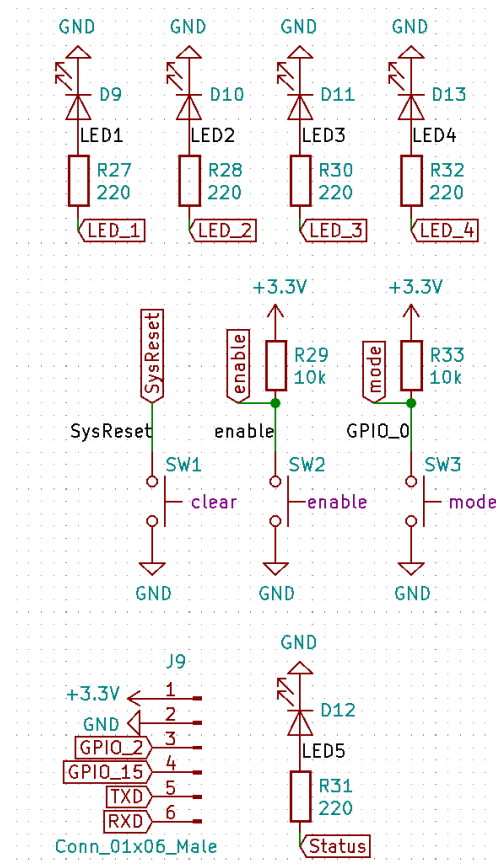 GND GND GND GND
D9 D10 D11 D13
LED1 LED2 LED3 LED4
R27 R28 R30 R32
220 220 220 220
LED_1 LED_2 LED_3 LED_4
+3.3V +3.3V
SysReset enable R29 mode R33
10k 10k
SysReset enable GPIO_0
SW1 SW2 SW3
clear enable mode
GND GND GND
J9 GND
+3.3V 1
GND 2 D12
GPIO_2 3 LED5
GPIO_15 4 R31
TXD 5 220
RXD 6
Conn_01x06_Male Status